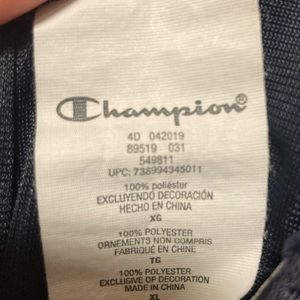 Champion®
4D 042019
89519 031
549811
UPC: 738994345011
100% poliéster
EXCLUYENDO DECORACIÓN
HECHO EN CHINA
XG
100% POLYESTER
ORNEMENTS NON COMPRIS
FABRIQUÉ EN CHINE
TG
100% POLYESTER
EXCLUSIVE OF DECORATION
MADE IN CHINA
XL